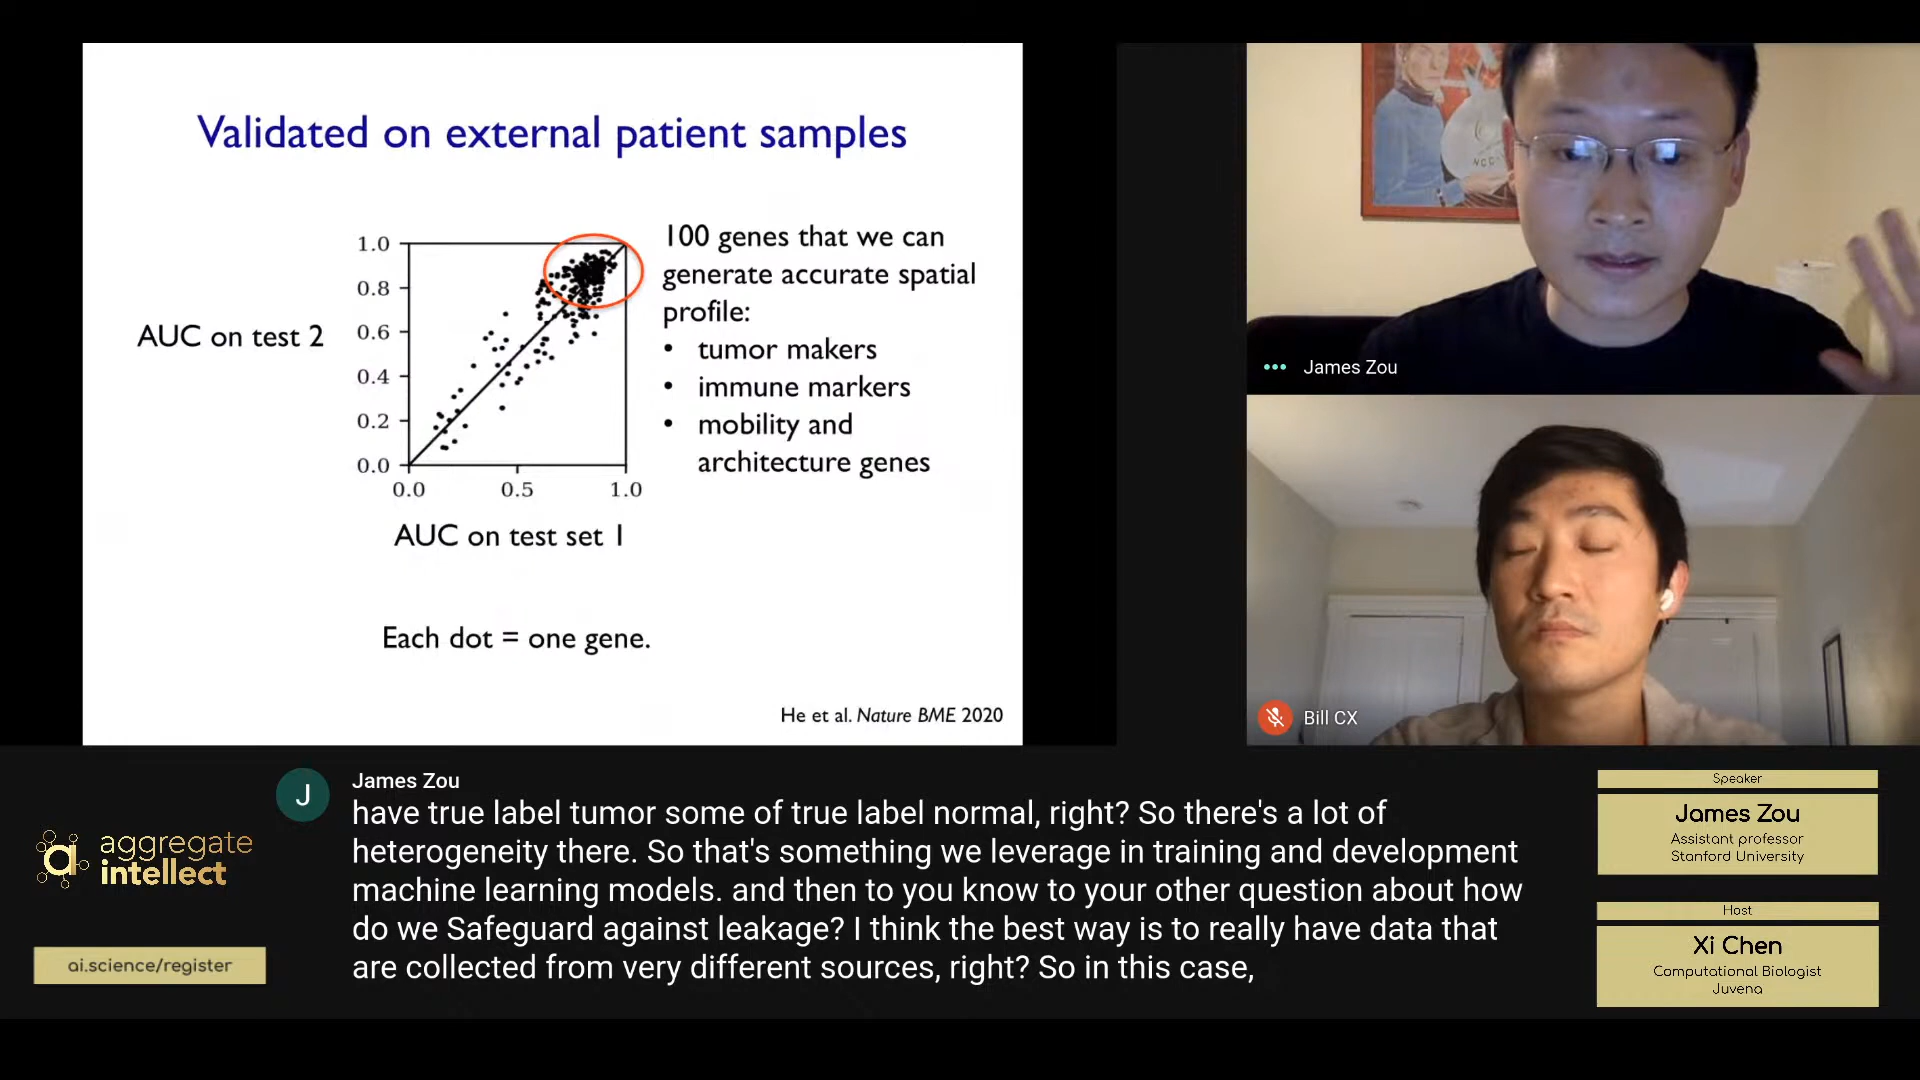 Validated on external patient samples
AUC on test 2
1.0
0.8
0.6
0.4
0.2
0.0
0.0 0.5 1.0
AUC on test set 1
100 genes that we can
generate accurate spatial
profile:
• tumor makers
• immune markers
• mobility and
architecture genes
Each dot = one gene.
He et al. Nature BME 2020
NCC
James Zou
Bill CX
J
James Zou
have true label tumor some of true label normal, right? So there's a lot of
heterogeneity there. So that's something we leverage in training and development
machine learning models. and then to you know to your other question about how
do we Safeguard against leakage? I think the best way is to really have data that
are collected from very different sources, right? So in this case,
aggregate
intellect
ai.science/register
Speaker
James Zou
Assistant professor
Stanford University
Host
Xi Chen
Computational Biologist
Juvena